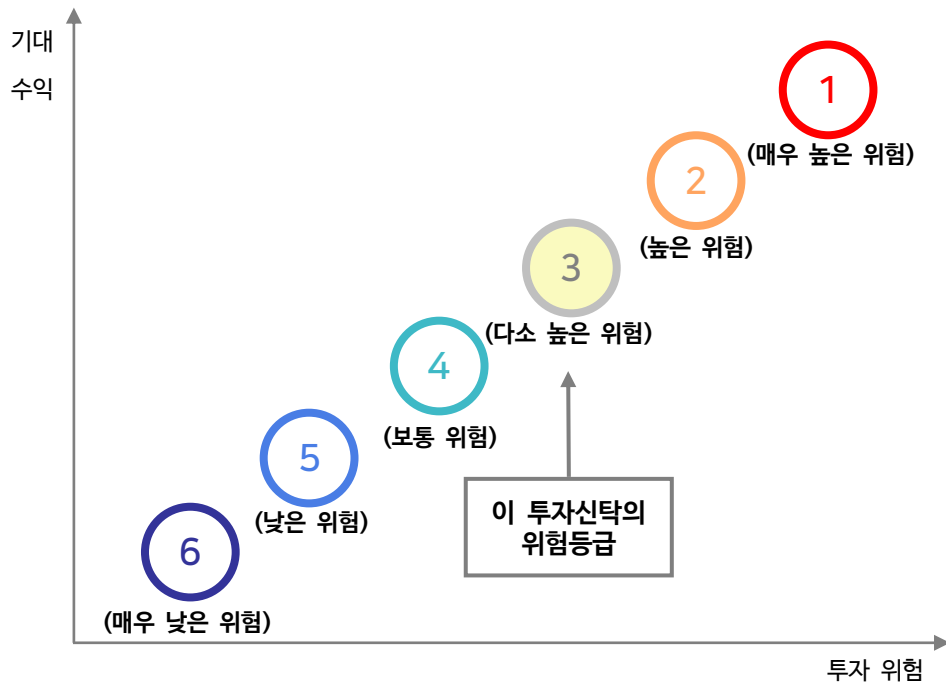 기대
수익
1
(매우 높은 위험)
2
(높은 위험)
3
(다소 높은 위험)
4
(보통 위험)
5
(낮은 위험)
6
(매우 낮은 위험)
이 투자신탁의
위험등급
투자 위험